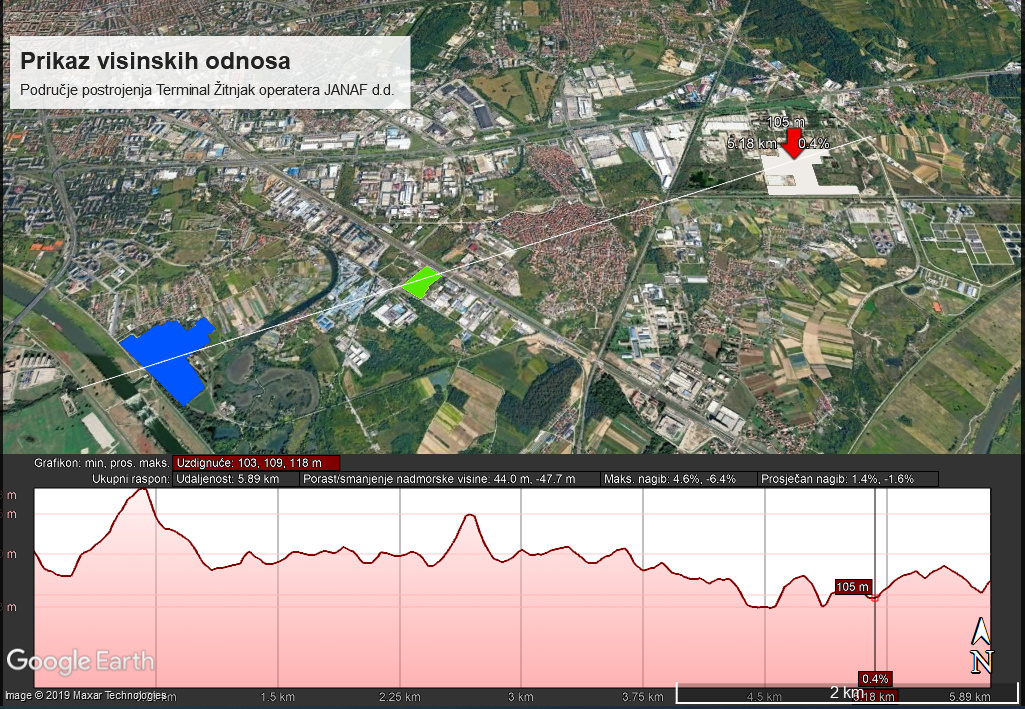 Prikaz visinskih odnosa
Područje postrojenja Terminal Žitnjak operatera JANAF d.d.
105 m
5.18 km 0.4%
Grafikon: min, pros. maks. Uzdignuće: 103, 109, 118 m
Ukupni raspon: Udaljenost: 5.89 km Porast/smanjenje nadmorske visine: 44.0 m, -47.7 m Maks. nagib: 4.6%, -6.4% Prosječan nagib: 1.4%, -1.6%
m
m
105 m
m
N
Google Earth
0.4%
Image © 2019 Maxar Technologies
1.5 km 2.25 km 3 km 3.75 km 4.5 km 2 km 5.18 km 5.89 km